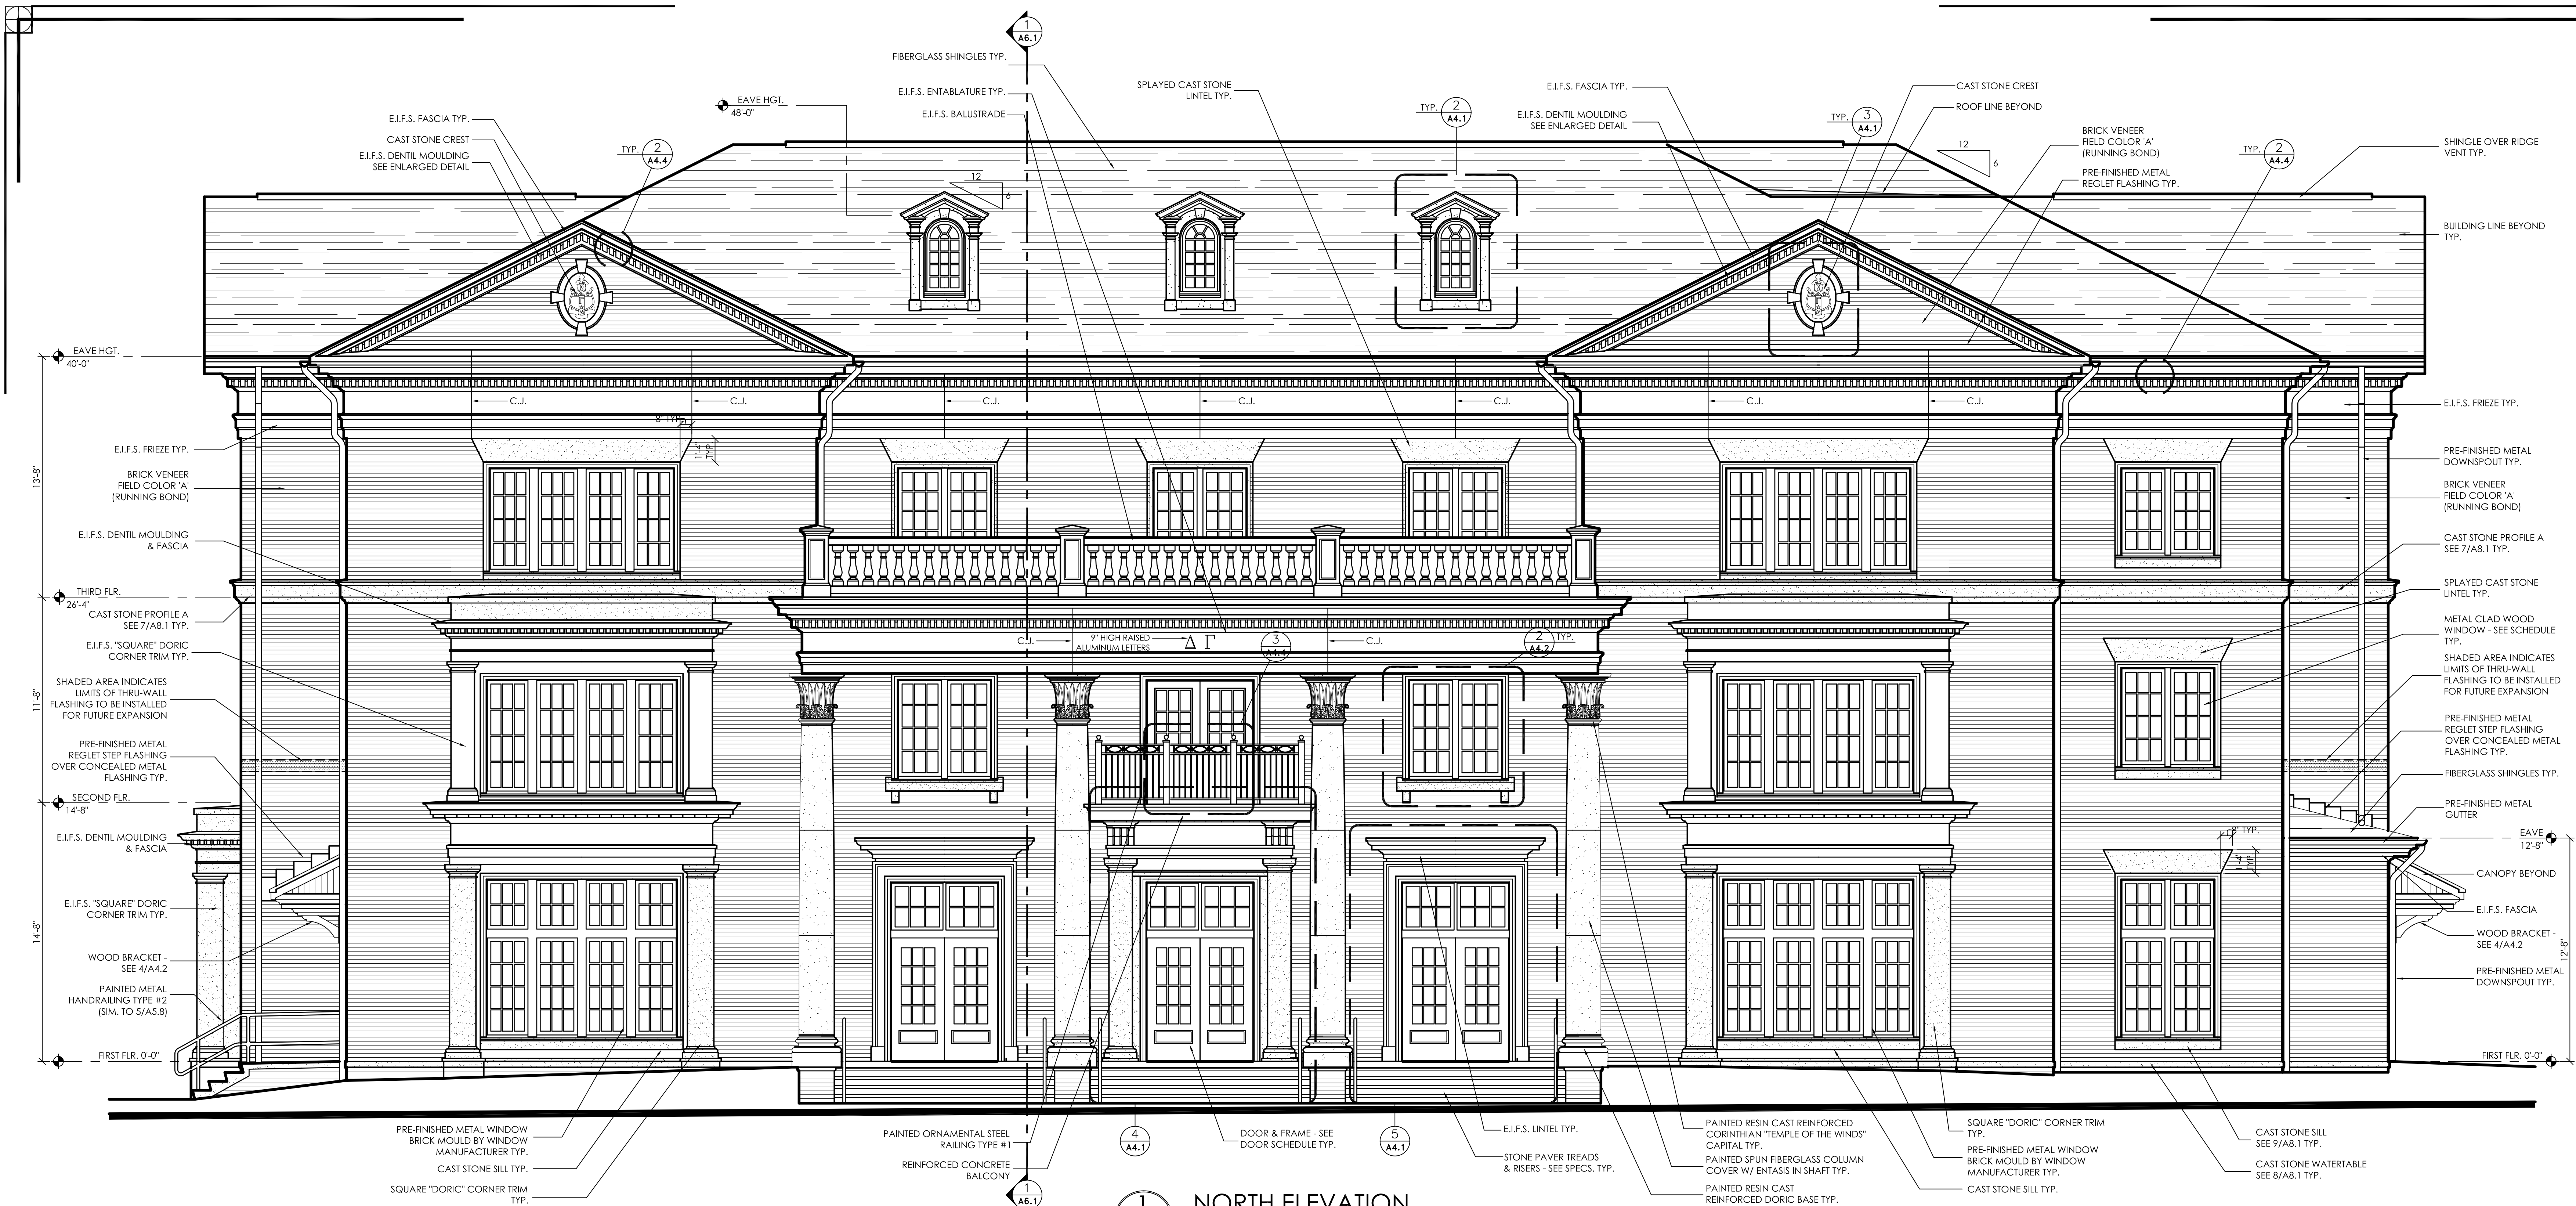 1
A6.1
FIBERGLASS SHINGLES TYP.
E.I.F.S. ENTABLATURE TYP.
E.I.F.S. BALUSTRADE
SPLAYED CAST STONE
LINTEL TYP.
TYP.
2
A4.1
E.I.F.S. FASCIA TYP.
E.I.F.S. DENTIL MOULDING
SEE ENLARGED DETAIL
CAST STONE CREST
ROOF LINE BEYOND
TYP.
3
A4.1
EAVE HGT.
48'-0"
E.I.F.S. FASCIA TYP.
CAST STONE CREST
E.I.F.S. DENTIL MOULDING
SEE ENLARGED DETAIL
TYP.
2
A4.4
12
6
12
6
BRICK VENEER
FIELD COLOR 'A'
(RUNNING BOND)
PRE-FINISHED METAL
REGLET FLASHING TYP.
TYP.
2
A4.4
SHINGLE OVER RIDGE
VENT TYP.
BUILDING LINE BEYOND
TYP.
EAVE HGT.
40'-0"
C.J.
C.J.
C.J.
C.J.
C.J.
C.J.
C.J.
8" TYP.
1'-4"
TYP.
E.I.F.S. FRIEZE TYP.
BRICK VENEER
FIELD COLOR 'A'
(RUNNING BOND)
13'-8"
E.I.F.S. DENTIL MOULDING
& FASCIA
THIRD FLR.
26'-4"
CAST STONE PROFILE A
SEE 7/A8.1 TYP.
E.I.F.S. "SQUARE" DORIC
CORNER TRIM TYP.
SHADED AREA INDICATES
LIMITS OF THRU-WALL
FLASHING TO BE INSTALLED
FOR FUTURE EXPANSION
11'-8"
PRE-FINISHED METAL
REGLET STEP FLASHING
OVER CONCEALED METAL
FLASHING TYP.
SECOND FLR.
14'-8"
E.I.F.S. DENTIL MOULDING
& FASCIA
E.I.F.S. "SQUARE" DORIC
CORNER TRIM TYP.
14'-8"
WOOD BRACKET -
SEE 4/A4.2
PAINTED METAL
HANDRAILING TYPE #2
(SIM. TO 5/A5.8)
FIRST FLR. 0'-0"
C.J.
9" HIGH RAISED
ALUMINUM LETTERS
Δ Γ
3
A4.4
C.J.
2
A4.2
TYP.
E.I.F.S. FRIEZE TYP.
PRE-FINISHED METAL
DOWNSPOUT TYP.
BRICK VENEER
FIELD COLOR 'A'
(RUNNING BOND)
CAST STONE PROFILE A
SEE 7/A8.1 TYP.
SPLAYED CAST STONE
LINTEL TYP.
METAL CLAD WOOD
WINDOW - SEE SCHEDULE
TYP.
SHADED AREA INDICATES
LIMITS OF THRU-WALL
FLASHING TO BE INSTALLED
FOR FUTURE EXPANSION
PRE-FINISHED METAL
REGLET STEP FLASHING
OVER CONCEALED METAL
FLASHING TYP.
FIBERGLASS SHINGLES TYP.
PRE-FINISHED METAL
GUTTER
8" TYP.
1'-4"
TYP.
EAVE
12'-8"
CANOPY BEYOND
E.I.F.S. FASCIA
WOOD BRACKET -
SEE 4/A4.2
12'-8"
PRE-FINISHED METAL
DOWNSPOUT TYP.
FIRST FLR. 0'-0"
PRE-FINISHED METAL WINDOW
BRICK MOULD BY WINDOW
MANUFACTURER TYP.
CAST STONE SILL TYP.
SQUARE "DORIC" CORNER TRIM
TYP.
PAINTED ORNAMENTAL STEEL
RAILING TYPE #1
REINFORCED CONCRETE
BALCONY
1
A6.1
4
A4.1
DOOR & FRAME - SEE
DOOR SCHEDULE TYP.
5
A4.1
E.I.F.S. LINTEL TYP.
STONE PAVER TREADS
& RISERS - SEE SPECS. TYP.
PAINTED RESIN CAST REINFORCED
CORINTHIAN "TEMPLE OF THE WINDS"
CAPITAL TYP.
PAINTED SPUN FIBERGLASS COLUMN
COVER W/ ENTASIS IN SHAFT TYP.
PAINTED RESIN CAST
REINFORCED DORIC BASE TYP.
SQUARE "DORIC" CORNER TRIM
TYP.
PRE-FINISHED METAL WINDOW
BRICK MOULD BY WINDOW
MANUFACTURER TYP.
CAST STONE SILL TYP.
CAST STONE SILL
SEE 9/A8.1 TYP.
CAST STONE WATERTABLE
SEE 8/A8.1 TYP.
1
NORTH ELEVATION